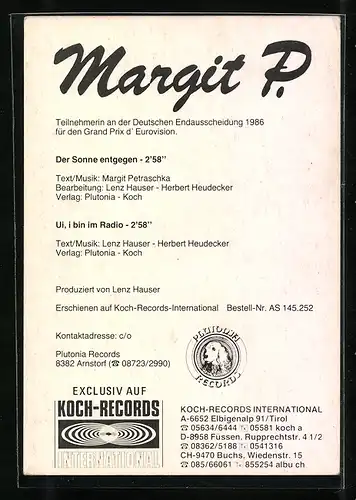 Margit P.
Teilnehmerin an der Deutschen Endausscheidung 1986
für den Grand Prix d' Eurovision.
Der Sonne entgegen - 2'58''
Text/Musik: Margit Petraschka
Bearbeitung: Lenz Hauser - Herbert Heudecker
Verlag: Plutonia - Koch
Ui, i bin im Radio - 2'58''
Text/Musik: Lenz Hauser - Herbert Heudecker
Verlag: Plutonia - Koch
Produziert von Lenz Hauser
Erschienen auf Koch-Records-International Bestell-Nr. AS 145.252
Kontaktadresse: c/o
Plutonia Records
8382 Arnstorf (☎ 08723/2990)
RECORDS
EXCLUSIV AUF
KOCH-RECORDS
INTERNATIONAL
KOCH-RECORDS INTERNATIONAL
A-6652 Elbigenalp 91/Tirol
☎ 05634/6444 05581 koch a
D-8958 Füssen. Rupprechtstr. 4 1/2
☎ 08362/5188 0541316
CH-9470 Buchs, Wiedenstr. 15
☎ 085/66061 855254 albu ch